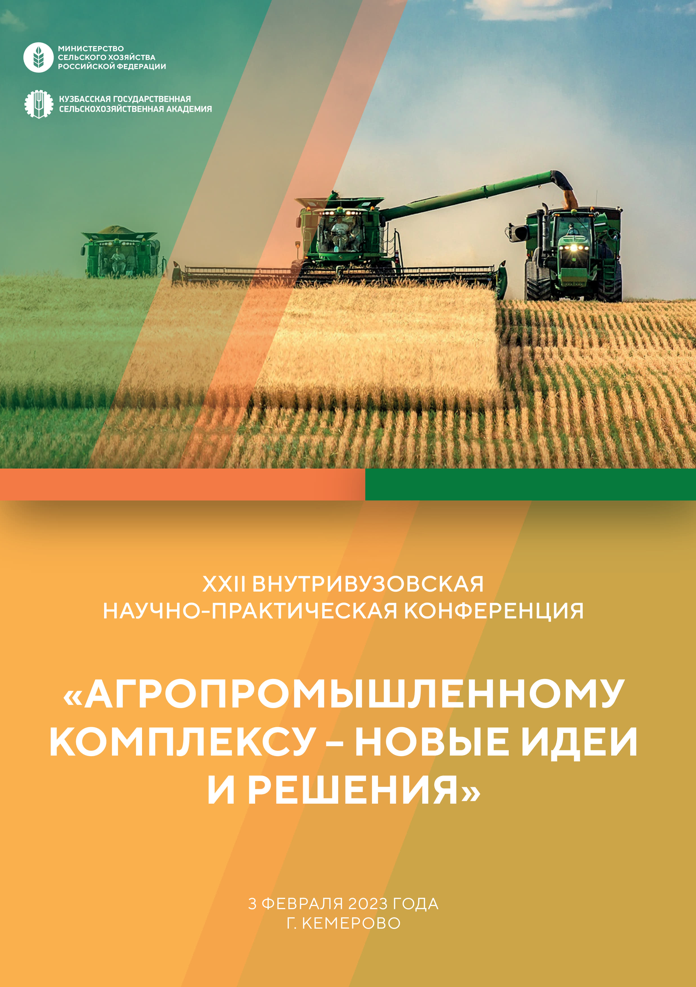 МИНИСТЕРСТВО
СЕЛЬСКОГО ХОЗЯЙСТВА
РОССИЙСКОЙ ФЕДЕРАЦИИ
КУЗБАССКАЯ ГОСУДАРСТВЕННАЯ
СЕЛЬСКОХОЗЯЙСТВЕННАЯ АКАДЕМИЯ
XXII ВНУТРИВУЗОВСКАЯ
НАУЧНО-ПРАКТИЧЕСКАЯ КОНФЕРЕНЦИЯ
«АГРОПРОМЫШЛЕННОМУ
КОМПЛЕКСУ – НОВЫЕ ИДЕИ
И РЕШЕНИЯ»
3 ФЕВРАЛЯ 2023 ГОДА
Г. КЕМЕРОВО